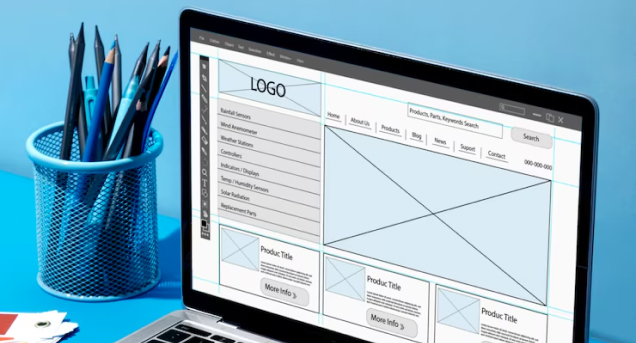 LOGO
Products, Parts, Keywords Search
Search
Home
About Us
Products
Blog
News
Suport
Contact
000-000-000
Rainfall Sensors
Wind Anemometer
Weather Stations
Controllers
Indicators / Displays
Temp / Humidity Sensors
Solar Radiation
Replacement Parts
Produc Title
More Info
Produc Title
More Info
Produc Title